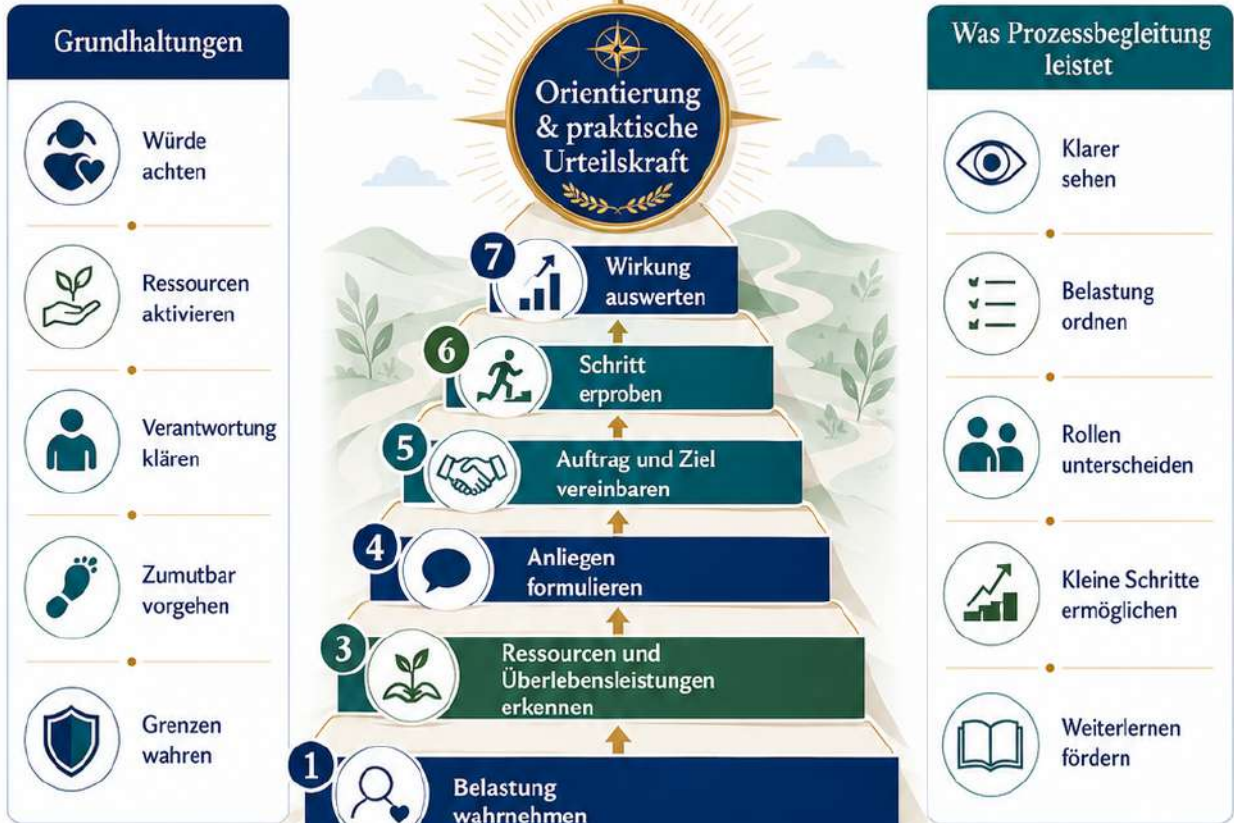 Grundhaltungen
Würde
achten
Ressourcen
aktivieren
Verantwortung
klären
Zumutbar
vorgehen
Grenzen
wahren
Orientierung
& praktische
Urteilskraft
7
Wirkung
auswerten
6
Schritt
erproben
5
Auftrag und Ziel
vereinbaren
4
Anliegen
formulieren
3
Ressourcen und
Überlebensleistungen
erkennen
1
Belastung
wahrnehmen
Was Prozessbegleitung
leistet
Klarer
sehen
Belastung
ordnen
Rollen
unterscheiden
Kleine Schritte
ermöglichen
Weiterlernen
fördern